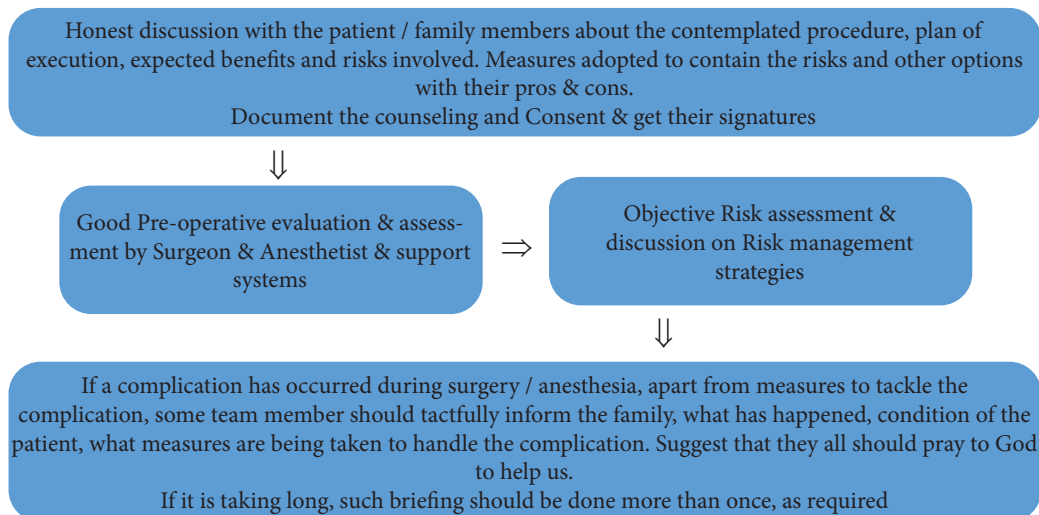 Honest discussion with the patient / family members about the contemplated procedure, plan of
execution, expected benefits and risks involved. Measures adopted to contain the risks and other options
with their pros & cons.
Document the counseling and Consent & get their signatures
⇓
Good Pre-operative evaluation & assess-
ment by Surgeon & Anesthetist & support
systems
⇒
Objective Risk assessment &
discussion on Risk management
strategies
⇓
If a complication has occurred during surgery / anesthesia, apart from measures to tackle the
complication, some team member should tactfully inform the family, what has happened, condition of the
patient, what measures are being taken to handle the complication. Suggest that they all should pray to God
to help us.
If it is taking long, such briefing should be done more than once, as required